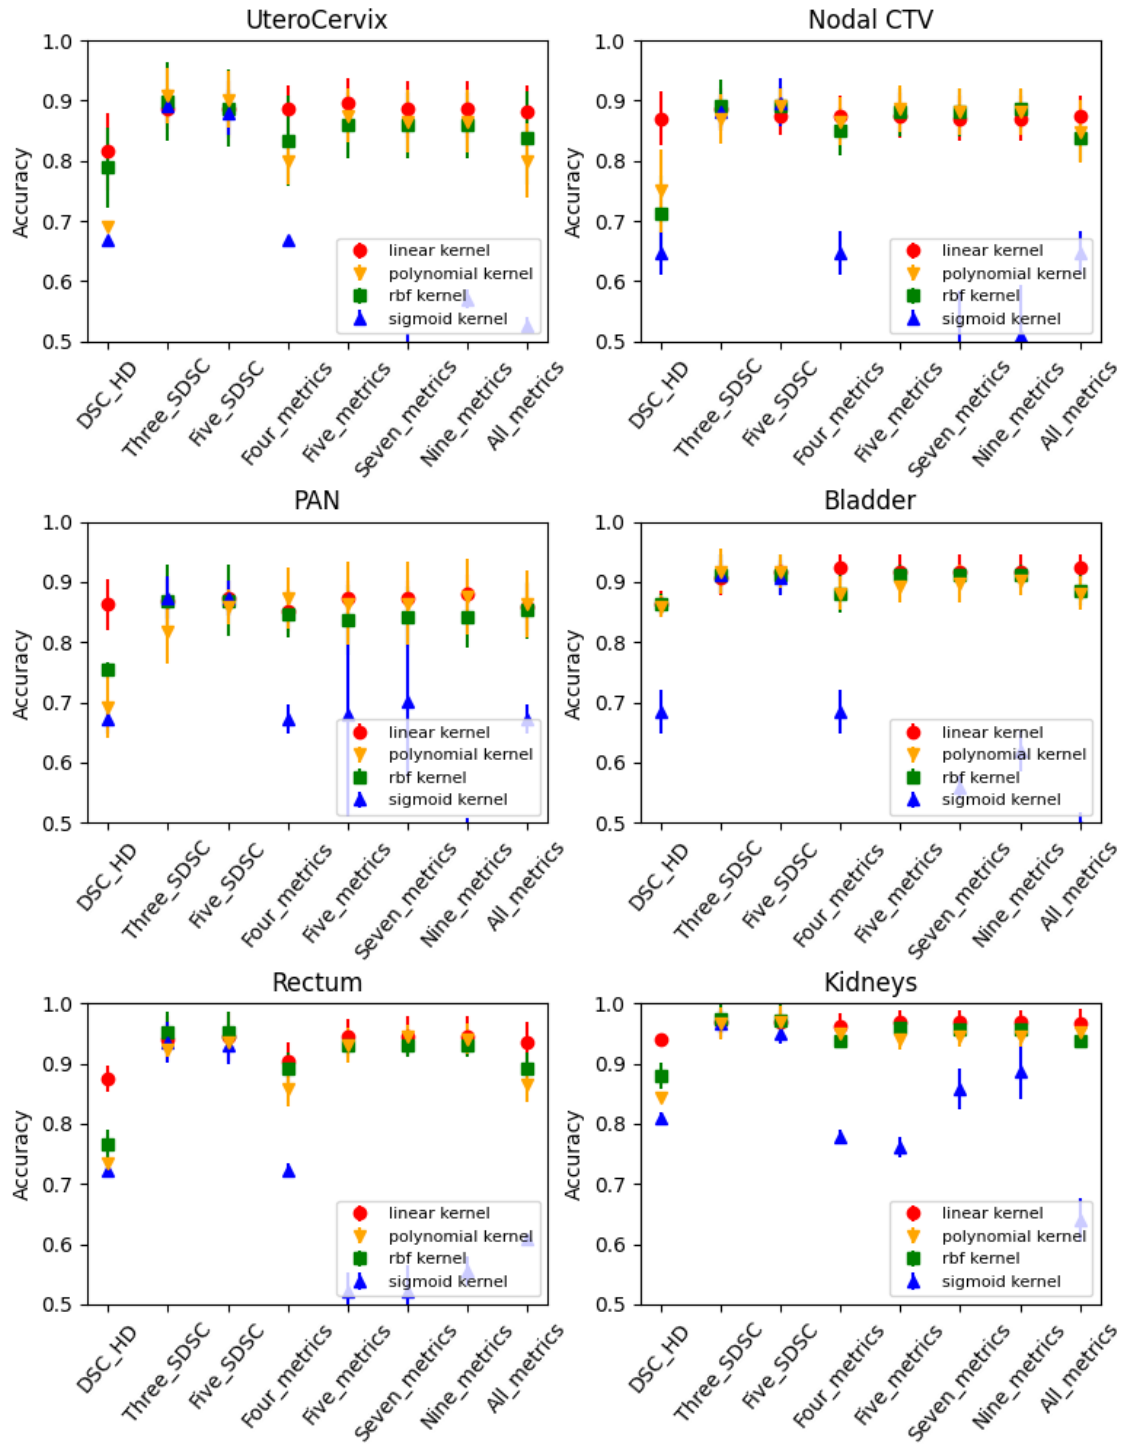 UteroCervix
Accuracy
1.0
0.9
0.8
0.7
0.6
0.5
linear kernel
polynomial kernel
rbf kernel
sigmoid kernel
DSC_HD
Three_SDSC
Five_SDSC
Four_metrics
Five_metrics
Seven_metrics
Nine_metrics
All_metrics
Nodal CTV
Accuracy
1.0
0.9
0.8
0.7
0.6
0.5
linear kernel
polynomial kernel
rbf kernel
sigmoid kernel
DSC_HD
Three_SDSC
Five_SDSC
Four_metrics
Five_metrics
Seven_metrics
Nine_metrics
All_metrics
PAN
Accuracy
1.0
0.9
0.8
0.7
0.6
0.5
linear kernel
polynomial kernel
rbf kernel
sigmoid kernel
DSC_HD
Three_SDSC
Five_SDSC
Four_metrics
Five_metrics
Seven_metrics
Nine_metrics
All_metrics
Bladder
Accuracy
1.0
0.9
0.8
0.7
0.6
0.5
linear kernel
polynomial kernel
rbf kernel
sigmoid kernel
DSC_HD
Three_SDSC
Five_SDSC
Four_metrics
Five_metrics
Seven_metrics
Nine_metrics
All_metrics
Rectum
Accuracy
1.0
0.9
0.8
0.7
0.6
0.5
linear kernel
polynomial kernel
rbf kernel
sigmoid kernel
DSC_HD
Three_SDSC
Five_SDSC
Four_metrics
Five_metrics
Seven_metrics
Nine_metrics
All_metrics
Kidneys
Accuracy
1.0
0.9
0.8
0.7
0.6
0.5
linear kernel
polynomial kernel
rbf kernel
sigmoid kernel
DSC_HD
Three_SDSC
Five_SDSC
Four_metrics
Five_metrics
Seven_metrics
Nine_metrics
All_metrics